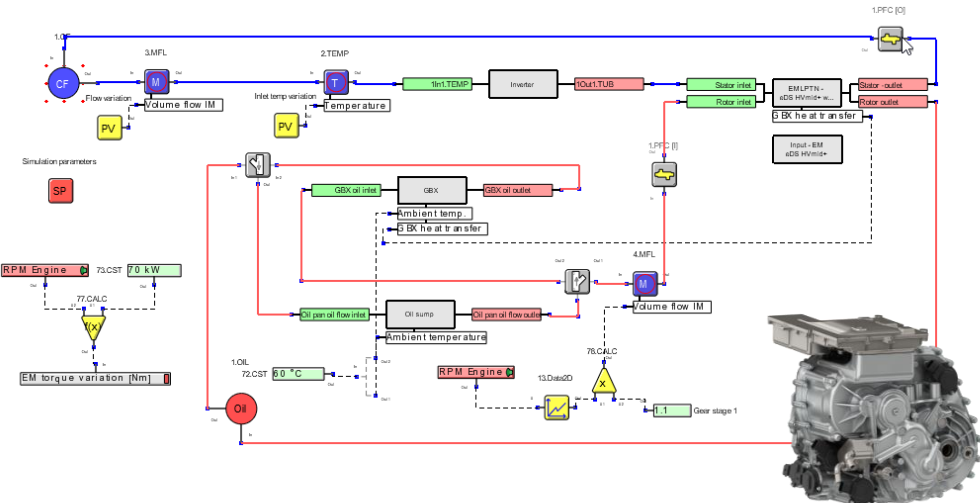 1.PFC [O]
3.MFL
2.TEMP
CF
M
T
1In1.TEMP
Inverter
1Out1.TUB
Stator inlet
Stator -outlet
EMLPTN -
eDS HVmid+ w...
Rotor inlet
Rotor outlet
Flow variation
Volume flow IM
Inlet temp variation
Temperature
GBX heat transfer
PV
PV
Input - EM
eDS HVmid+
1.PFC [I]
Simulation parameters
SP
GBX oil inlet
GBX
GBX oil outlet
Ambient temp.
GBX heat transfer
4.MFL
M
RPM Engine
73.CST
70 kW
Volume flow IM
77.CALC
f(x)
Oil pan oil flow inlet
Oil sump
Oil pan oil flow outlet
Ambient temperature
78.CALC
1.OIL
72.CST
60 °C
RPM Engine
EM torque variation [Nm]
13.Data2D
X
Oil
1.1
Gear stage 1